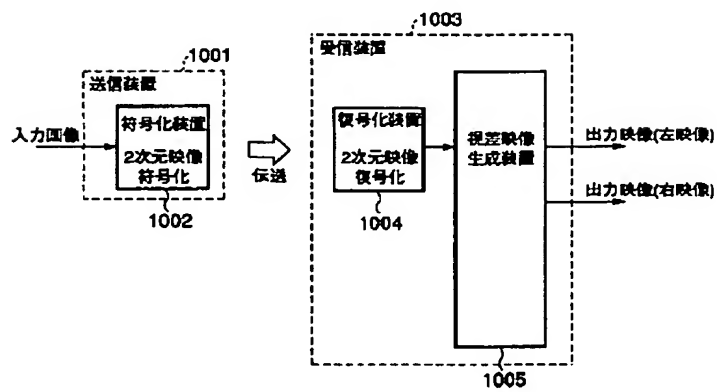 1001
送信装置
入力画像
符号化装置
2次元映像
符号化
1002
伝送
1003
受信装置
復号化装置
2次元映像
復号化
1004
視差映像
生成装置
1005
出力映像(左映像)
出力映像(右映像)